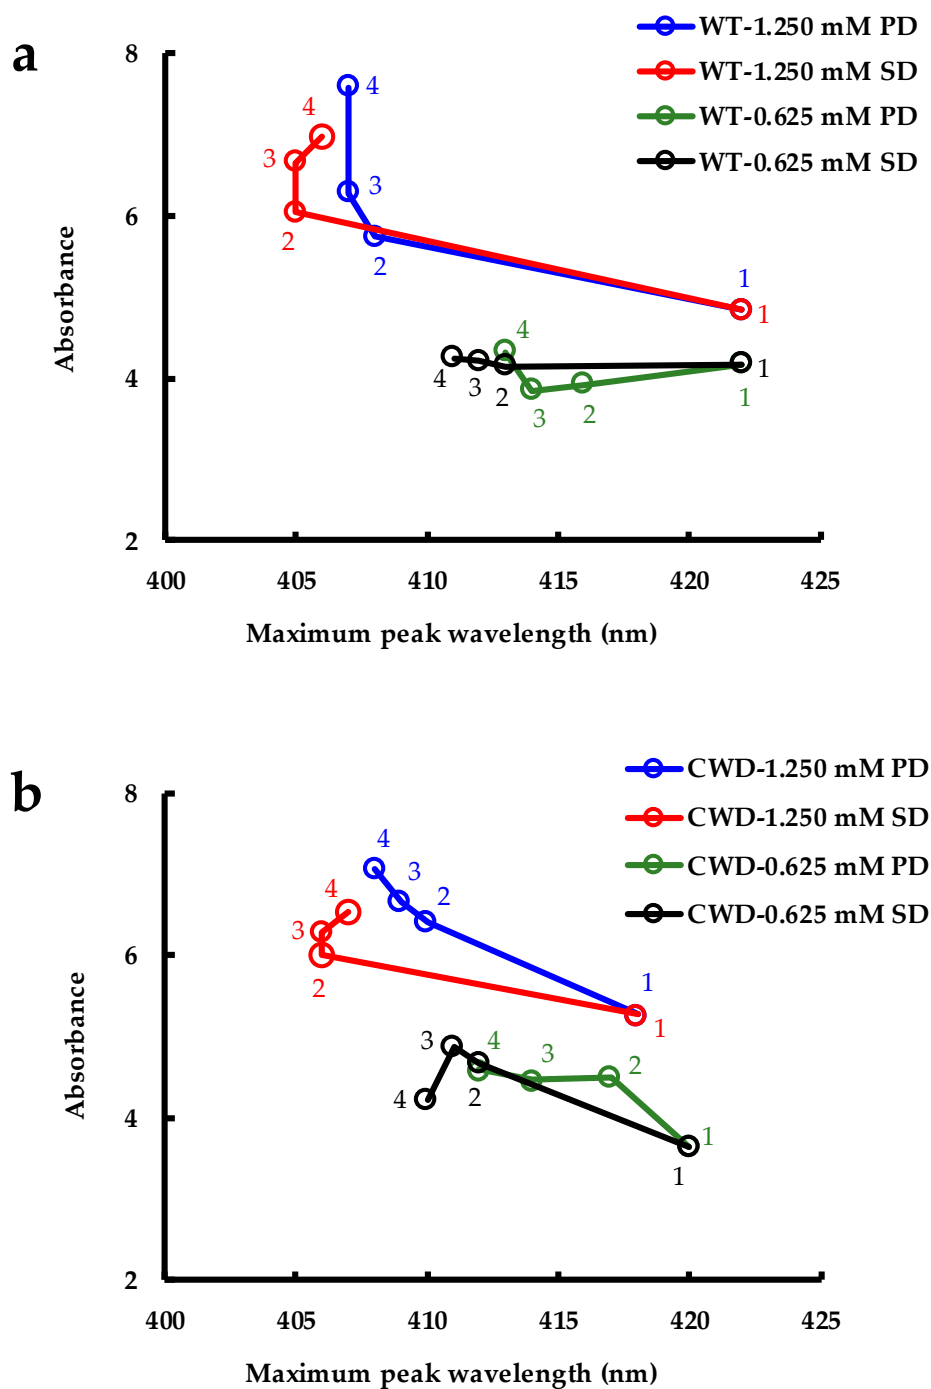 a
WT-1.250 mM PD
WT-1.250 mM SD
WT-0.625 mM PD
WT-0.625 mM SD
8
6
4
2
Absorbance
4
4
3
3
2
2
1
1
4
4
3
2
3
2
1
1
400 405 410 415 420 425
Maximum peak wavelength (nm)
b
CWD-1.250 mM PD
CWD-1.250 mM SD
CWD-0.625 mM PD
CWD-0.625 mM SD
8
6
4
2
Absorbance
4
3
2
4
3
2
1
1
3
4
3
2
4
2
1
1
400 405 410 415 420 425
Maximum peak wavelength (nm)